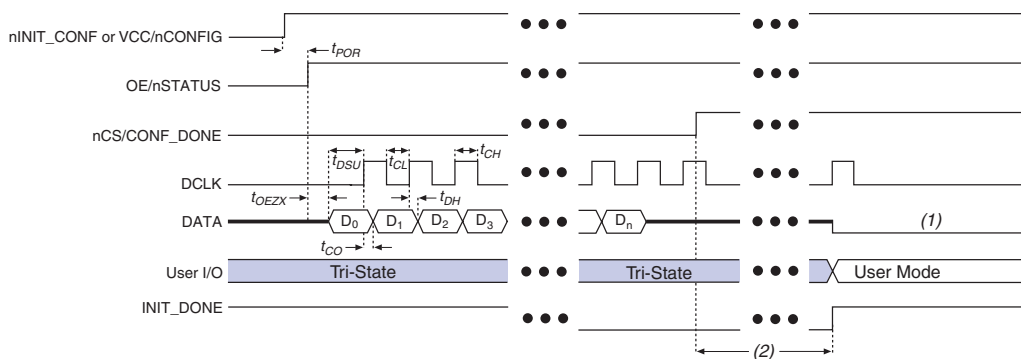 nINIT_CONF or VCC/nCONFIG
tPOR
OE/nSTATUS
nCS/CONF_DONE
tDSU
tCL
tCH
DCLK
tOEZX
tDH
DATA
D0
D1
D2
D3
Dn
(1)
tCO
User I/O
Tri-State
Tri-State
User Mode
INIT_DONE
(2)